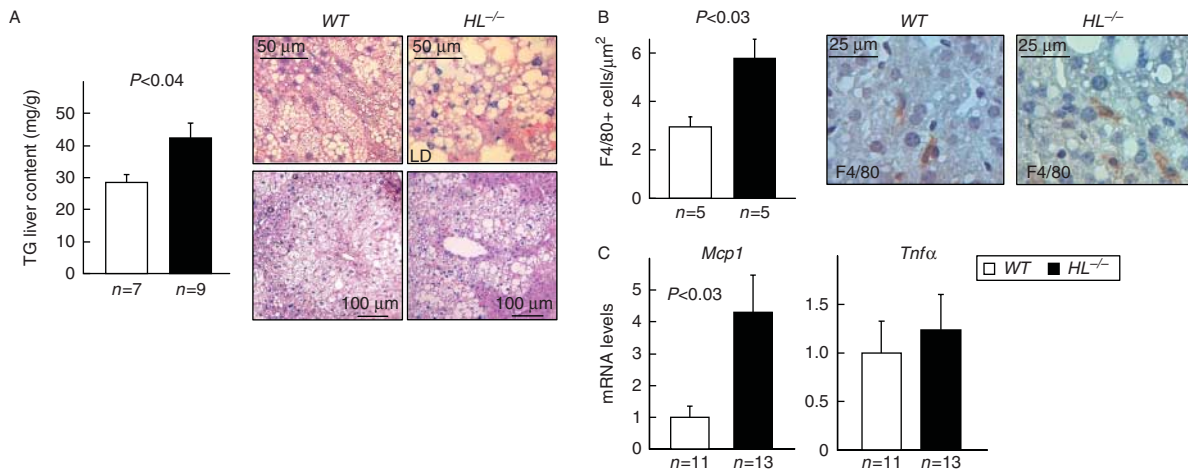 A
WT
HL–/–
50 μm
50 μm
P<0.04
TG liver content (mg/g)
50
40
30
20
10
0
n=7
n=9
LD
100 μm
100 μm
B
P<0.03
F4/80+ cells/μm2
6
4
2
0
n=5
n=5
WT
HL–/–
25 μm
25 μm
F4/80
F4/80
C
Mcp1
P<0.03
mRNA levels
5
4
3
2
1
0
n=11
n=13
Tnfα
1.5
1.0
0.5
0
n=11
n=13
WT
HL–/–